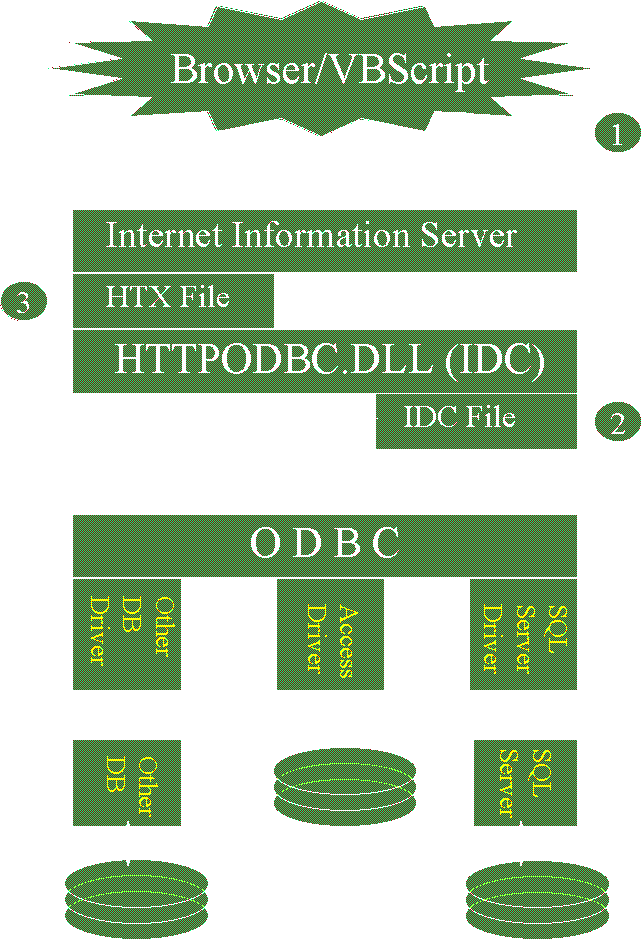 Browser/VBScript
1
Internet Information Server
3
HTX File
HTTPODBC.DLL (IDC)
IDC File
2
O D B C
Other
DB
Driver
Access
Driver
SQL
Server
Driver
Other
DB
SQL
Server